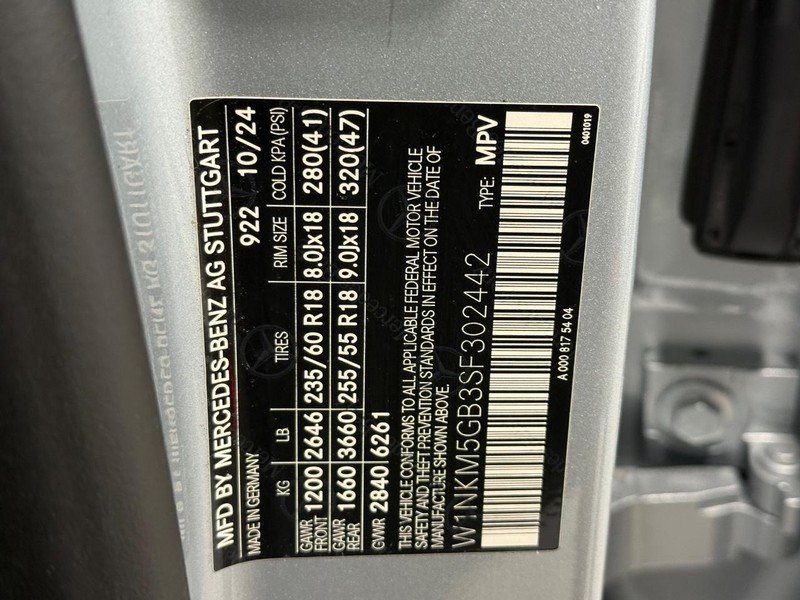 MFD BY MERCEDES-BENZ AG STUTTGART
MADE IN GERMANY 922 10/24
KG LB TIRES RIM SIZE COLD KPA (PSI)
GAWR FRONT 1200 2646 235/60 R18 8.0Jx18 280(41)
GAWR REAR 1660 3660 255/55 R18 9.0Jx18 320(47)
GVWR 2840 6261
THIS VEHICLE CONFORMS TO ALL APPLICABLE FEDERAL MOTOR VEHICLE
SAFETY AND THEFT PREVENTION STANDARDS IN EFFECT ON THE DATE OF
MANUFACTURE SHOWN ABOVE.
W1NKM5GB3SF302442 TYPE: MPV
A 000 817 54 04
0401019